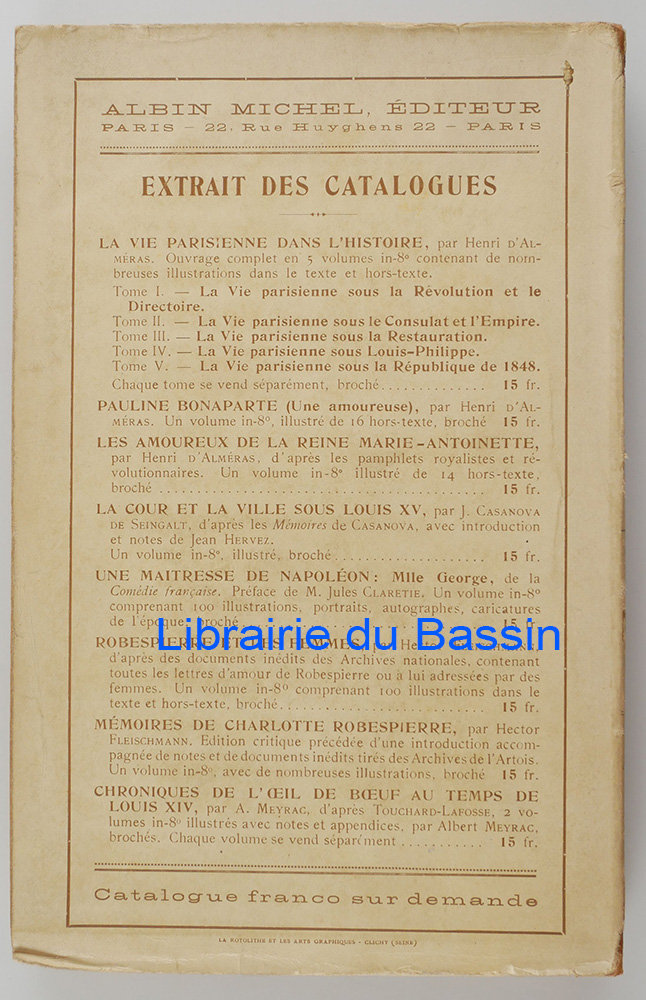 ALBIN MICHEL, ÉDITEUR
PARIS – 22, Rue Huyghens 22 – PARIS
EXTRAIT DES CATALOGUES
LA VIE PARISIENNE DANS L'HISTOIRE, par Henri D'AL-
MÉRAS. Ouvrage complet en 5 volumes in-8º contenant de nom-
breuses illustrations dans le texte et hors-texte.
Tome I. — La Vie parisienne sous la Révolution et le
Directoire.
Tome II. — La Vie parisienne sous le Consulat et l'Empire.
Tome III. — La Vie parisienne sous la Restauration.
Tome IV. — La Vie parisienne sous Louis-Philippe.
Tome V. — La Vie parisienne sous la République de 1848.
Chaque tome se vend séparément, broché.............. 15 fr.
PAULINE BONAPARTE (Une amoureuse), par Henri D'AL-
MÉRAS. Un volume in-8º, illustré de 16 hors-texte, broché 15 fr.
LES AMOUREUX DE LA REINE MARIE-ANTOINETTE,
par Henri D'ALMÉRAS, d'après les pamphlets royalistes et ré-
volutionnaires. Un volume in-8º illustré de 14 hors-texte,
broché .............................................. 15 fr.
LA COUR ET LA VILLE SOUS LOUIS XV, par J. CASANOVA
DE SEINGALT, d'après les Mémoires de CASANOVA, avec introduction
et notes de Jean HERVEZ.
Un volume in-8º, illustré, broché.................... 15 fr.
UNE MAITRESSE DE NAPOLÉON: Mlle George, de la
Comédie française. Préface de M. Jules CLARETIE. Un volume in-8º
comprenant 100 illustrations, portraits, autographes, caricatures
de l'époque, broché.................... 15 fr.
Librairie du Bassin
ROBESPIERRE ET LES FEMMES, par
d'après des documents inédits des Archives nationales, contenant
toutes les lettres d'amour de Robespierre ou à lui adressées par des
femmes. Un volume in-8º comprenant 100 illustrations dans le
texte et hors-texte, broché.......................... 15 fr.
MÉMOIRES DE CHARLOTTE ROBESPIERRE, par Hector
FLEISCHMANN. Edition critique précédée d'une introduction accom-
pagnée de notes et de documents inédits tirés des Archives de l'Artois.
Un volume in-8º, avec de nombreuses illustrations, broché 15 fr.
CHRONIQUES DE L'ŒIL DE BŒUF AU TEMPS DE
LOUIS XIV, par A. MEYRAC, d'après TOUCHARD-LAFOSSE, 2 vo-
lumes in-8º illustrés avec notes et appendices, par Albert MEYRAC,
brochés. Chaque volume se vend séparément ........... 15 fr.
Catalogue franco sur demande
LA ROTOLITHE ET LES ARTS GRAPHIQUES - CLICHY (SEINE)